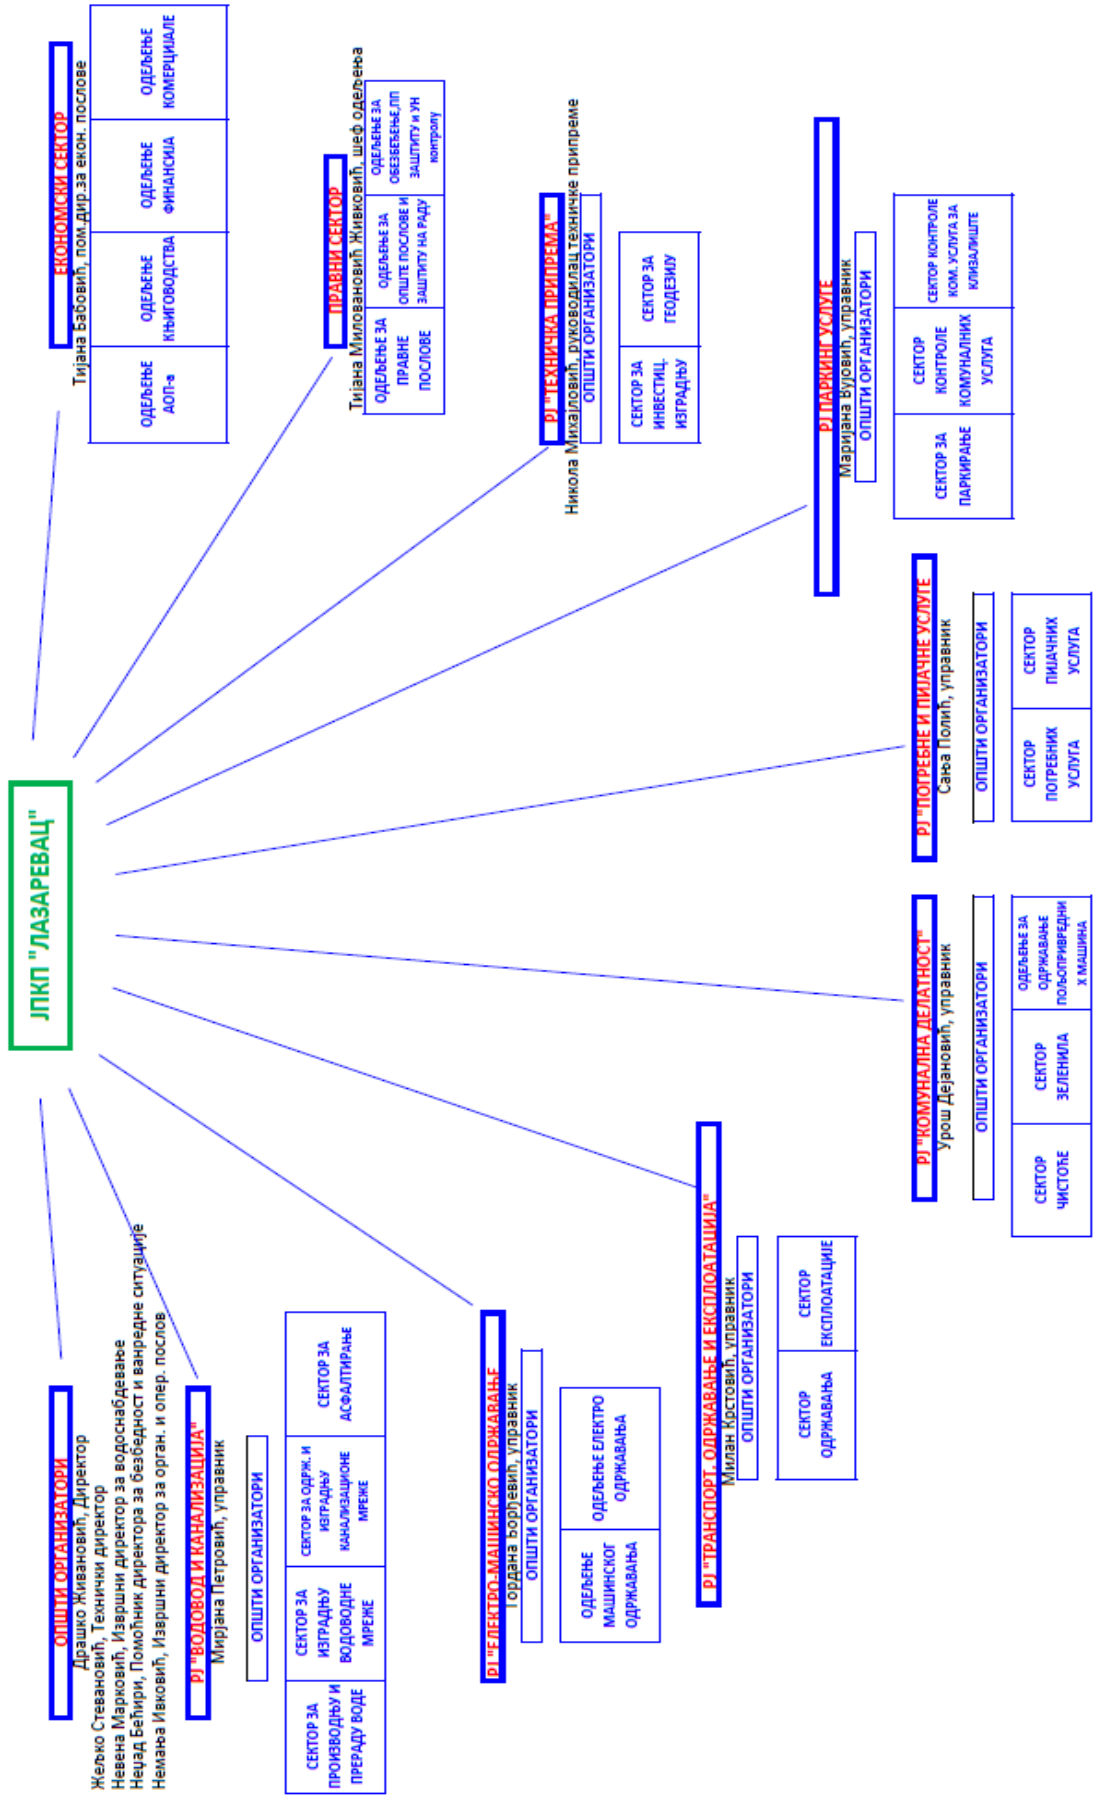 ЈПКП "ЛАЗАРЕВАЦ"
ОПШТИ ОРГАНИЗАТОРИ
Драшко Живановић, Директор
Жељко Стевановић, Технички директор
Невена Марковић, Извршни директор за водоснабдевање
Неџад Бећири, Помоћник директора за безбедност и ванредне ситуације
Немања Ивковић, Извршни директор за орган. и опер. послов
РЈ "ВОДОВОД И КАНАЛИЗАЦИЈА"
Мирјана Петровић, управник
ОПШТИ ОРГАНИЗАТОРИ
СЕКТОР ЗА
ПРОИЗВОДЊУ И
ПРЕРАДУ ВОДЕ
СЕКТОР ЗА
ИЗГРАДЊУ
ВОДОВОДНЕ
МРЕЖЕ
СЕКТОР ЗА ОДРЖ. И
ИЗГРАДЊУ
КАНАЛИЗАЦИОНЕ
МРЕЖЕ
СЕКТОР ЗА
АСФАЛТИРАЊЕ
РЈ "ЕЛЕКТРО-МАШИНСКО ОДРЖАВАЊЕ
Гордана Ђорђевић, управник
ОПШТИ ОРГАНИЗАТОРИ
ОДЕЉЕЊЕ
МАШИНСКОГ
ОДРЖАВАЊА
ОДЕЉЕЊЕ ЕЛЕКТРО
ОДРЖАВАЊА
РЈ "ТРАНСПОРТ, ОДРЖАВАЊЕ И ЕКСПЛОАТАЦИЈА"
Милан Крстовић, управник
ОПШТИ ОРГАНИЗАТОРИ
СЕКТОР
ОДРЖАВАЊА
СЕКТОР
ЕКСПЛОАТАЦИЈЕ
РЈ "КОМУНАЛНА ДЕЛАТНОСТ"
Урош Дејановић, управник
ОПШТИ ОРГАНИЗАТОРИ
СЕКТОР
ЧИСТОЋЕ
СЕКТОР
ЗЕЛЕНИЛА
ОДЕЉЕЊЕ ЗА
ОДРЖАВАЊЕ
ПОЉОПРИВРЕДНИ
Х МАШИНА
РЈ "ПОГРЕБНЕ И ПИЈАЧНЕ УСЛУГЕ
Сања Полић, управник
ОПШТИ ОРГАНИЗАТОРИ
СЕКТОР
ПОГРЕБНИХ
УСЛУГА
СЕКТОР
ПИЈАЧНИХ
УСЛУГА
РЈ ПАРКИНГ УСЛУГЕ
Маријана Вујовић, управник
ОПШТИ ОРГАНИЗАТОРИ
СЕКТОР ЗА
ПАРКИРАЊЕ
СЕКТОР
КОНТРОЛЕ
КОМУНАЛНИХ
УСЛУГА
СЕКТОР КОНТРОЛЕ
КОМ. УСЛУГА ЗА
КЛИЗАЛИШТЕ
РЈ "ТЕХНИЧКА ПРИПРЕМА"
Никола Михајловић, руководилац техничке припреме
ОПШТИ ОРГАНИЗАТОРИ
СЕКТОР ЗА
ИНВЕСТИЦ.
ИЗГРАДЊУ
СЕКТОР ЗА
ГЕОДЕЗИЈУ
ПРАВНИ СЕКТОР
Тијана Миловановић Живковић, шеф одељења
ОДЕЉЕЊЕ ЗА
ПРАВНЕ
ПОСЛОВЕ
ОДЕЉЕЊЕ ЗА
ОПШТЕ ПОСЛОВЕ И
ЗАШТИТУ НА РАДУ
ОДЕЉЕЊЕ ЗА
ОБЕЗБЕЂЕЊЕ,ПП
ЗАШТИТУ и УН
контролу
ЕКОНОМСКИ СЕКТОР
Тијана Бабовић, пом.дир.за екон. послове
ОДЕЉЕЊЕ
АОП-а
ОДЕЉЕЊЕ
КЊИГОВОДСТВА
ОДЕЉЕЊЕ
ФИНАНСИЈА
ОДЕЉЕЊЕ
КОМЕРЦИЈАЛЕ